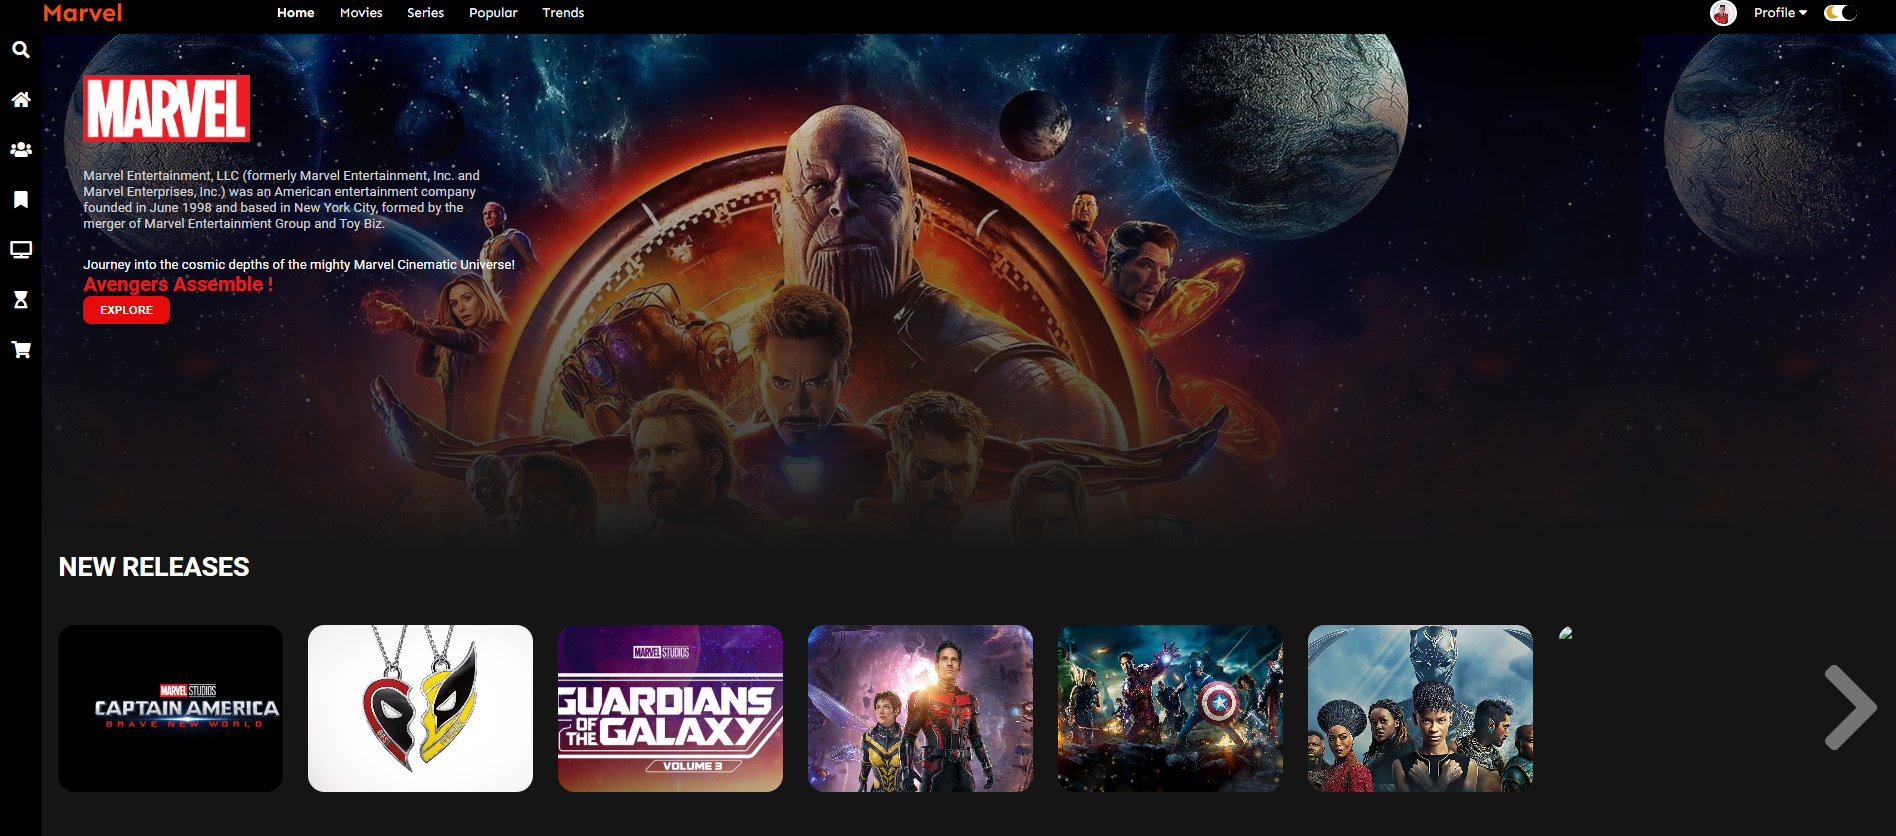 Marvel
Home Movies Series Popular Trends
Profile
MARVEL
Marvel Entertainment, LLC (formerly Marvel Entertainment, Inc. and
Marvel Enterprises, Inc.) was an American entertainment company
founded in June 1998 and based in New York City, formed by the
merger of Marvel Entertainment Group and Toy Biz.
Journey into the cosmic depths of the mighty Marvel Cinematic Universe!
Avengers Assemble !
EXPLORE
NEW RELEASES
MARVEL STUDIOS
CAPTAIN AMERICA
BRAVE NEW WORLD
BEST
MARVEL STUDIOS
GUARDIANS
OF
THE GALAXY
VOLUME 3